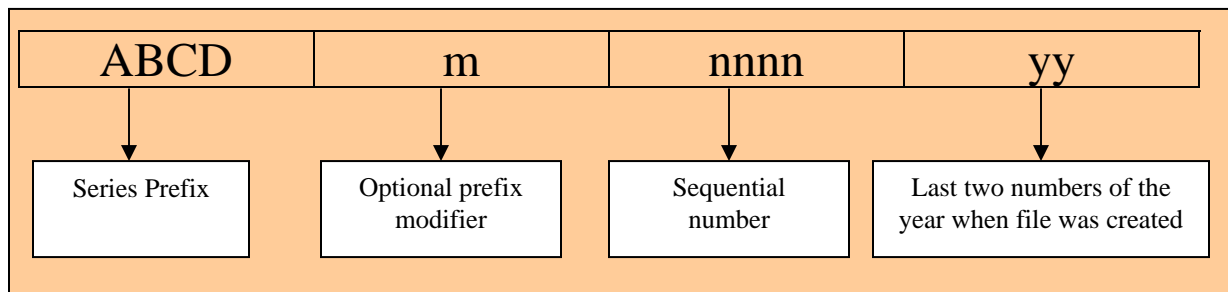 ABCD m nnnn yy
Series Prefix
Optional prefix
modifier
Sequential
number
Last two numbers of the
year when file was created